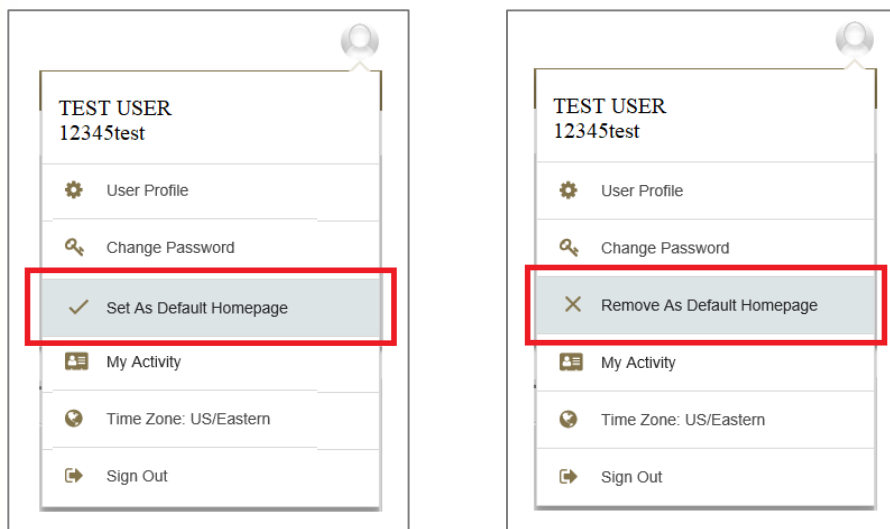 TEST USER
12345test
User Profile
Change Password
Set As Default Homepage
My Activity
Time Zone: US/Eastern
Sign Out
TEST USER
12345test
User Profile
Change Password
Remove As Default Homepage
My Activity
Time Zone: US/Eastern
Sign Out